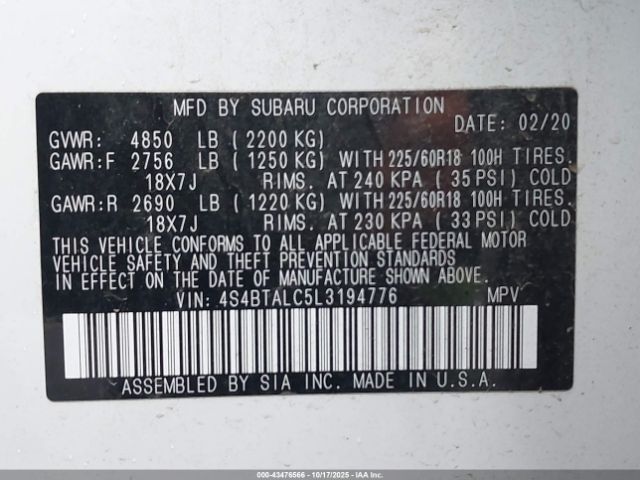 MFD BY SUBARU CORPORATION
DATE: 02/20
GVWR: 4850 LB ( 2200 KG)
GAWR:F 2756 LB ( 1250 KG) WITH 225/60R18 100H TIRES.
18X7J RIMS. AT 240 KPA ( 35 PSI) COLD
GAWR:R 2690 LB ( 1220 KG) WITH 225/60R18 100H TIRES.
18X7J RIMS. AT 230 KPA ( 33 PSI) COLD
THIS VEHICLE CONFORMS TO ALL APPLICABLE FEDERAL MOTOR
VEHICLE SAFETY AND THEFT PREVENTION STANDARDS
IN EFFECT ON THE DATE OF MANUFACTURE SHOWN ABOVE.
VIN: 4S4BTALC5L3194776 MPV
ASSEMBLED BY SIA INC. MADE IN U.S.A.
000-43476566 - 10/17/2025 - IAAI.COM